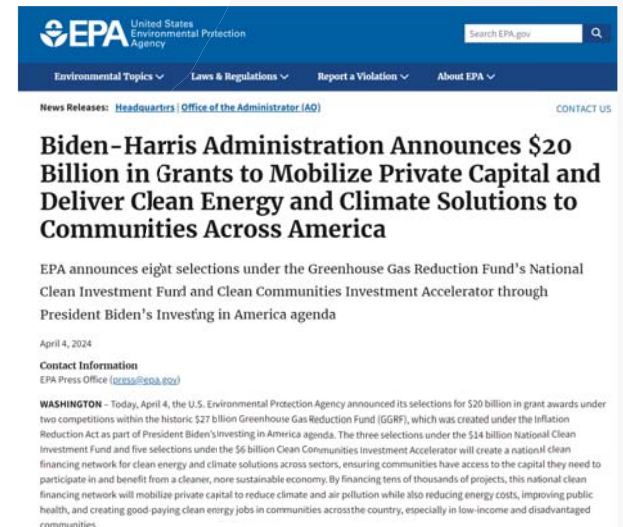 EPA
United States
Environmental Protection
Agency
Search EPA.gov
Environmental Topics Laws & Regulations Report a Violation About EPA
News Releases: Headquarters | Office of the Administrator (AO) CONTACT US
Biden-Harris Administration Announces $20
Billion in Grants to Mobilize Private Capital and
Deliver Clean Energy and Climate Solutions to
Communities Across America
EPA announces eight selections under the Greenhouse Gas Reduction Fund's National
Clean Investment Fund and Clean Communities Investment Accelerator through
President Biden's Investing in America agenda
April 4, 2024
Contact Information
EPA Press Office (press@epa.gov)
WASHINGTON – Today, April 4, the U.S. Environmental Protection Agency announced its selections for $20 billion in grant awards under
two competitions within the historic $27 billion Greenhouse Gas Reduction Fund (GGRF), which was created under the Inflation
Reduction Act as part of President Biden's Investing in America agenda. The three selections under the $14 billion National Clean
Investment Fund and five selections under the $6 billion Clean Communities Investment Accelerator will create a national clean
financing network for clean energy and climate solutions across sectors, ensuring communities have access to the capital they need to
participate in and benefit from a cleaner, more sustainable economy. By financing tens of thousands of projects, this national clean
financing network will mobilize private capital to reduce climate and air pollution while also reducing energy costs, improving public
health, and creating good-paying clean energy jobs in communities across the country, especially in low-income and disadvantaged
communities.